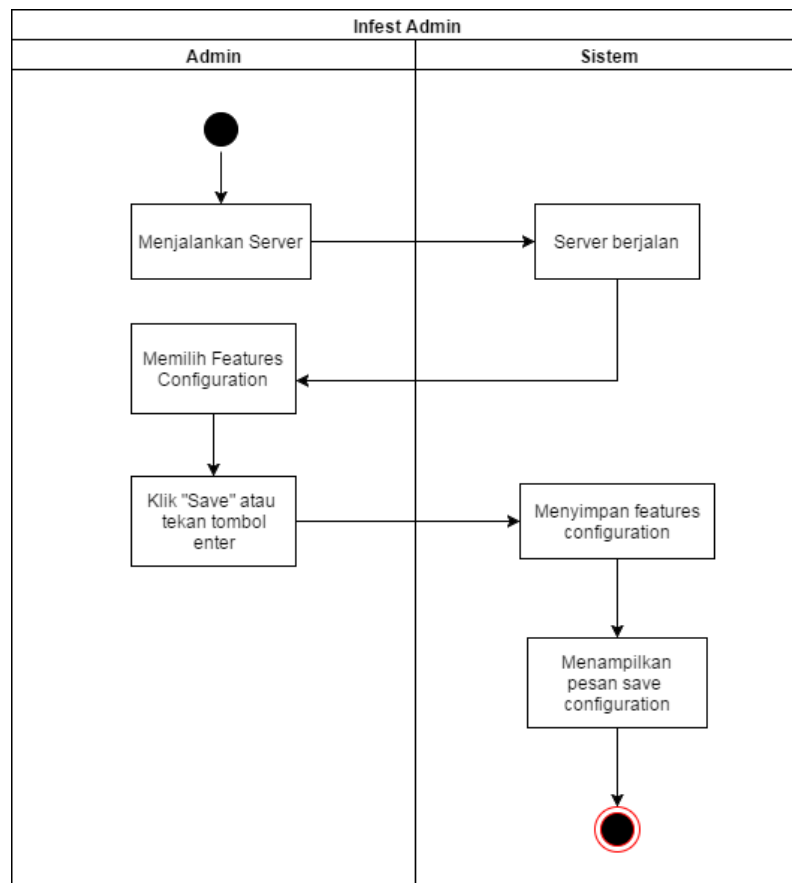 Infest Admin
Admin
Sistem
Menjalankan Server
Server berjalan
Memilih Features
Configuration
Klik "Save" atau
tekan tombol
enter
Menyimpan features
configuration
Menampilkan
pesan save
configuration